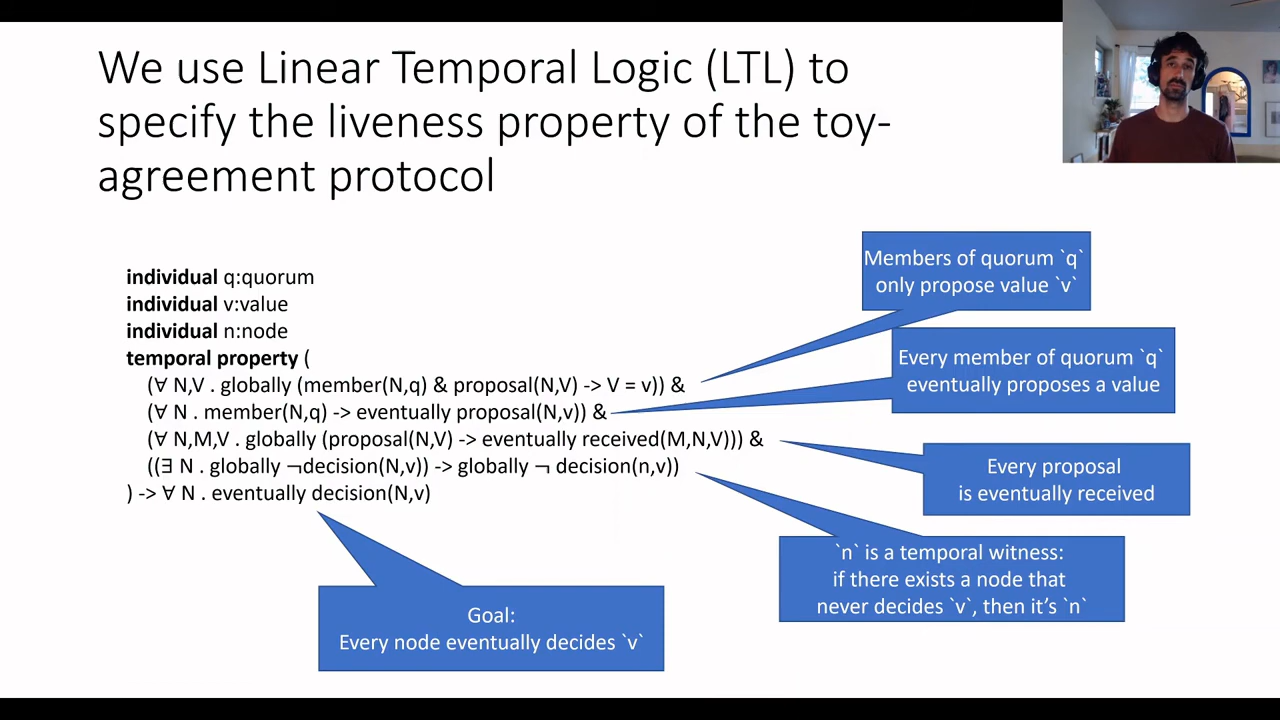 We use Linear Temporal Logic (LTL) to
specify the liveness property of the toy-
agreement protocol
individual q:quorum
individual v:value
individual n:node
temporal property (
(∀ N,V . globally (member(N,q) & proposal(N,V) -> V = v)) &
(∀ N . member(N,q) -> eventually proposal(N,v)) &
(∀ N,M,V . globally (proposal(N,V) -> eventually received(M,N,V))) &
((∃ N . globally ¬decision(N,v)) -> globally ¬ decision(n,v))
) -> ∀ N . eventually decision(N,v)
Members of quorum `q`
only propose value `v`
Every member of quorum `q`
eventually proposes a value
Every proposal
is eventually received
`n` is a temporal witness:
if there exists a node that
never decides `v`, then it's `n`
Goal:
Every node eventually decides `v`